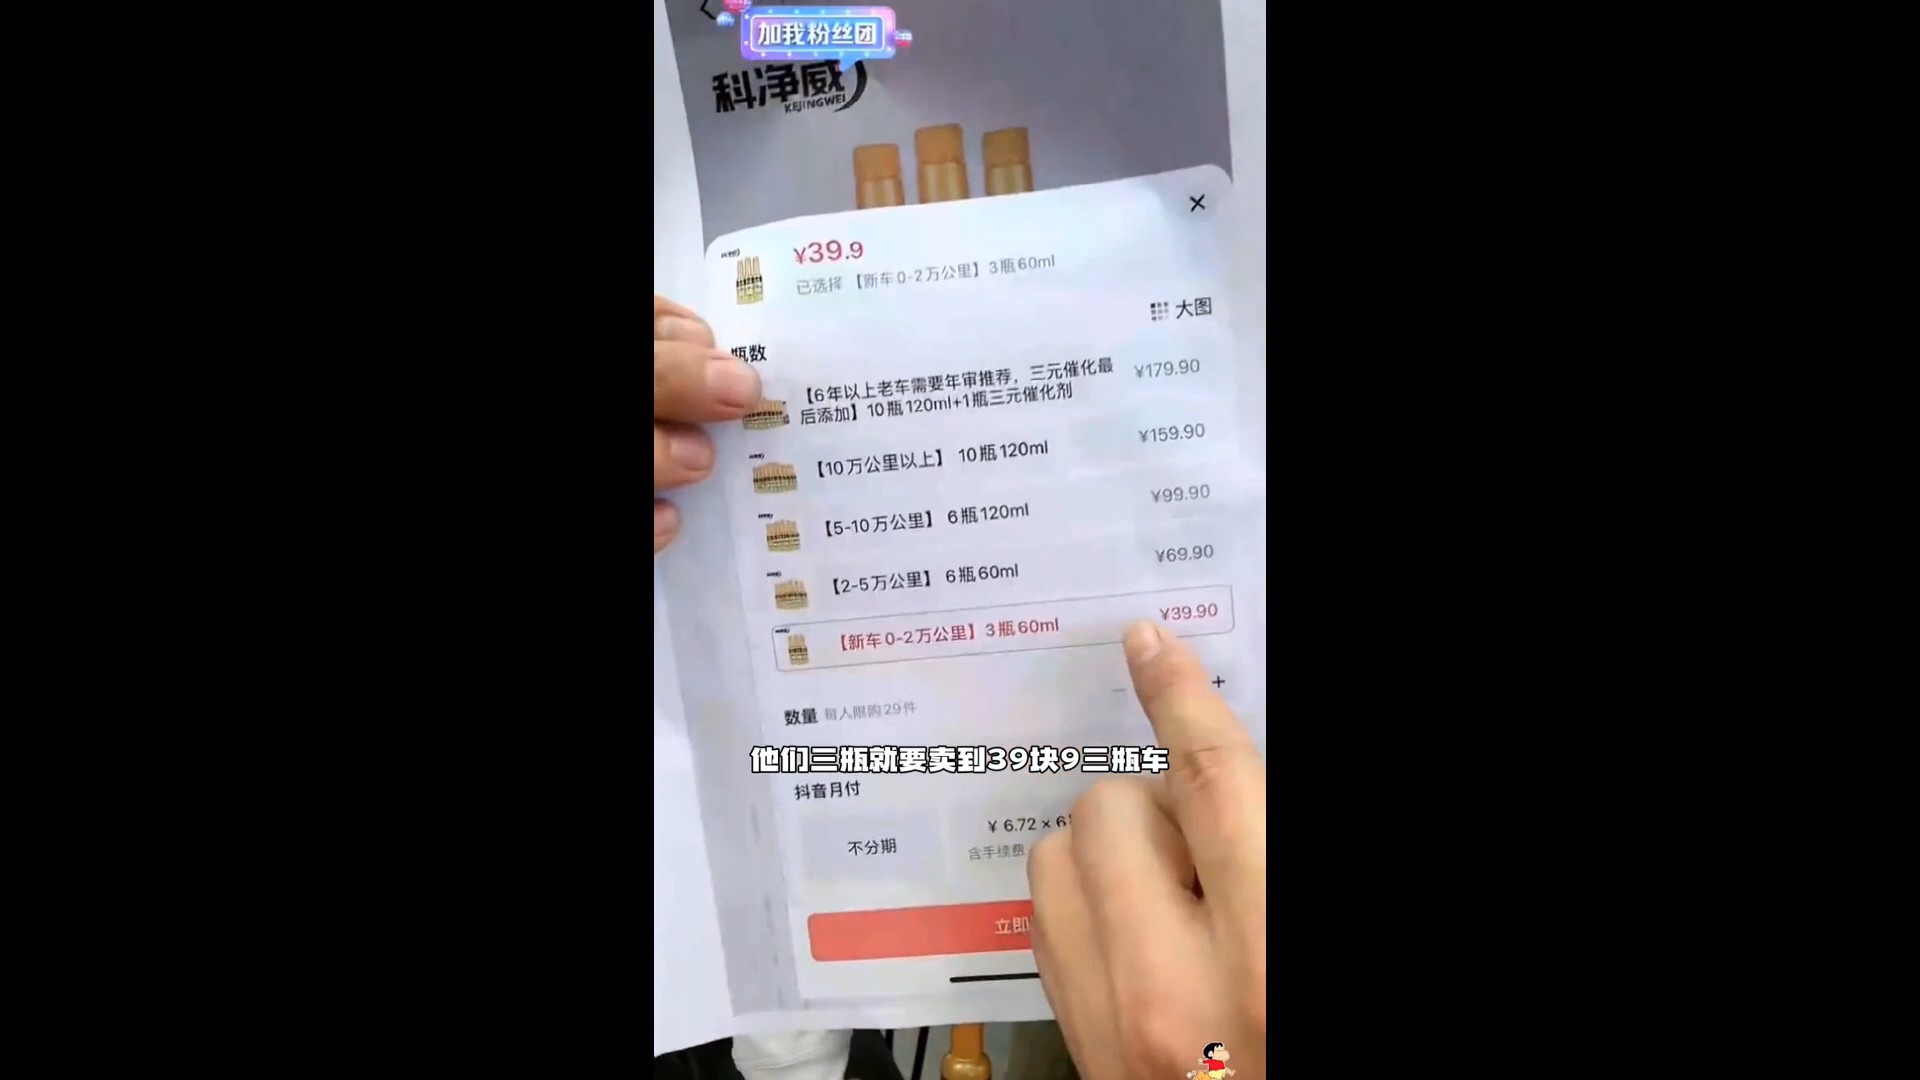 加我粉丝团
科净威
KEJINGWEI
¥39.9
已选择 【新车0-2万公里】3瓶60ml
大图
瓶数
【6年以上老车需要年审推荐，三元催化最
后添加】10瓶120ml+1瓶三元催化剂
¥179.90
【10万公里以上】 10瓶120ml
¥159.90
【5-10万公里】 6瓶120ml
¥99.90
【2-5万公里】 6瓶60ml
¥69.90
【新车0-2万公里】3瓶60ml
¥39.90
数量 每人限购29件
他们三瓶就要卖到39块9三瓶车
抖音月付
不分期
¥ 6.72 × 6
含手续费
立即